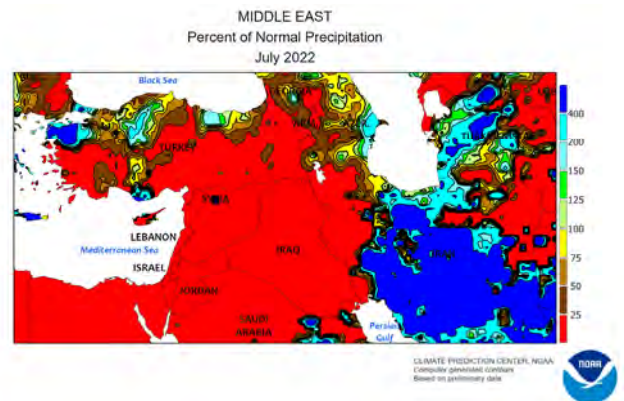 MIDDLE EAST
Percent of Normal Precipitation
July 2022
Black Sea
GEORGIA
TURKEY
SYRIA
LEBANON
Mediterranean Sea
IRAQ
ISRAEL
JORDAN
SAUDI
ARABIA
Persian
Gulf
400
200
150
125
100
75
50
25
CLIMATE PREDICTION CENTER, NOAA
Computer generated contours
Based on preliminary data
NOAA